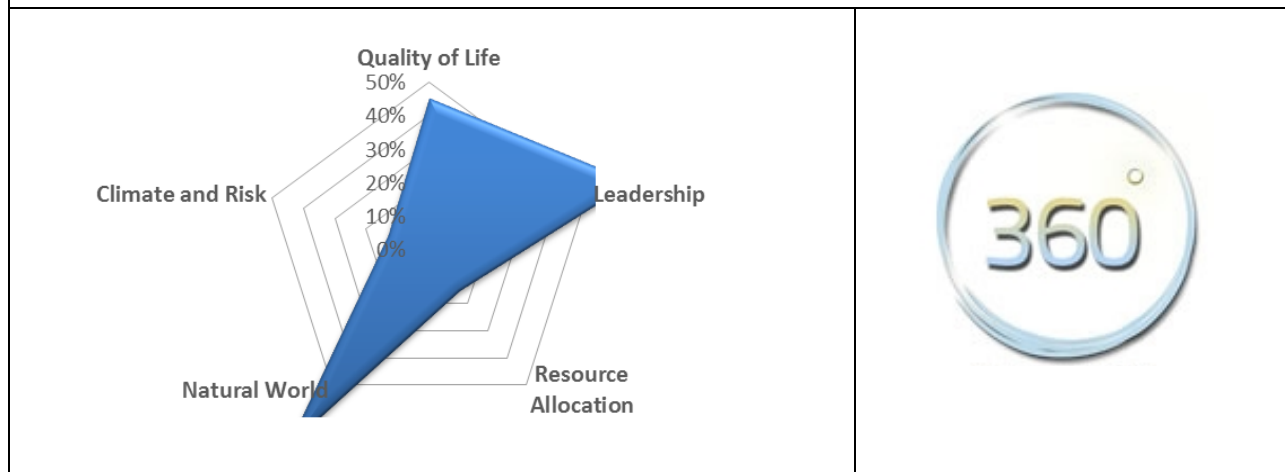 Quality of Life
50%
40%
30%
20%
10%
0%
Climate and Risk
Leadership
Natural World
Resource
Allocation
360°